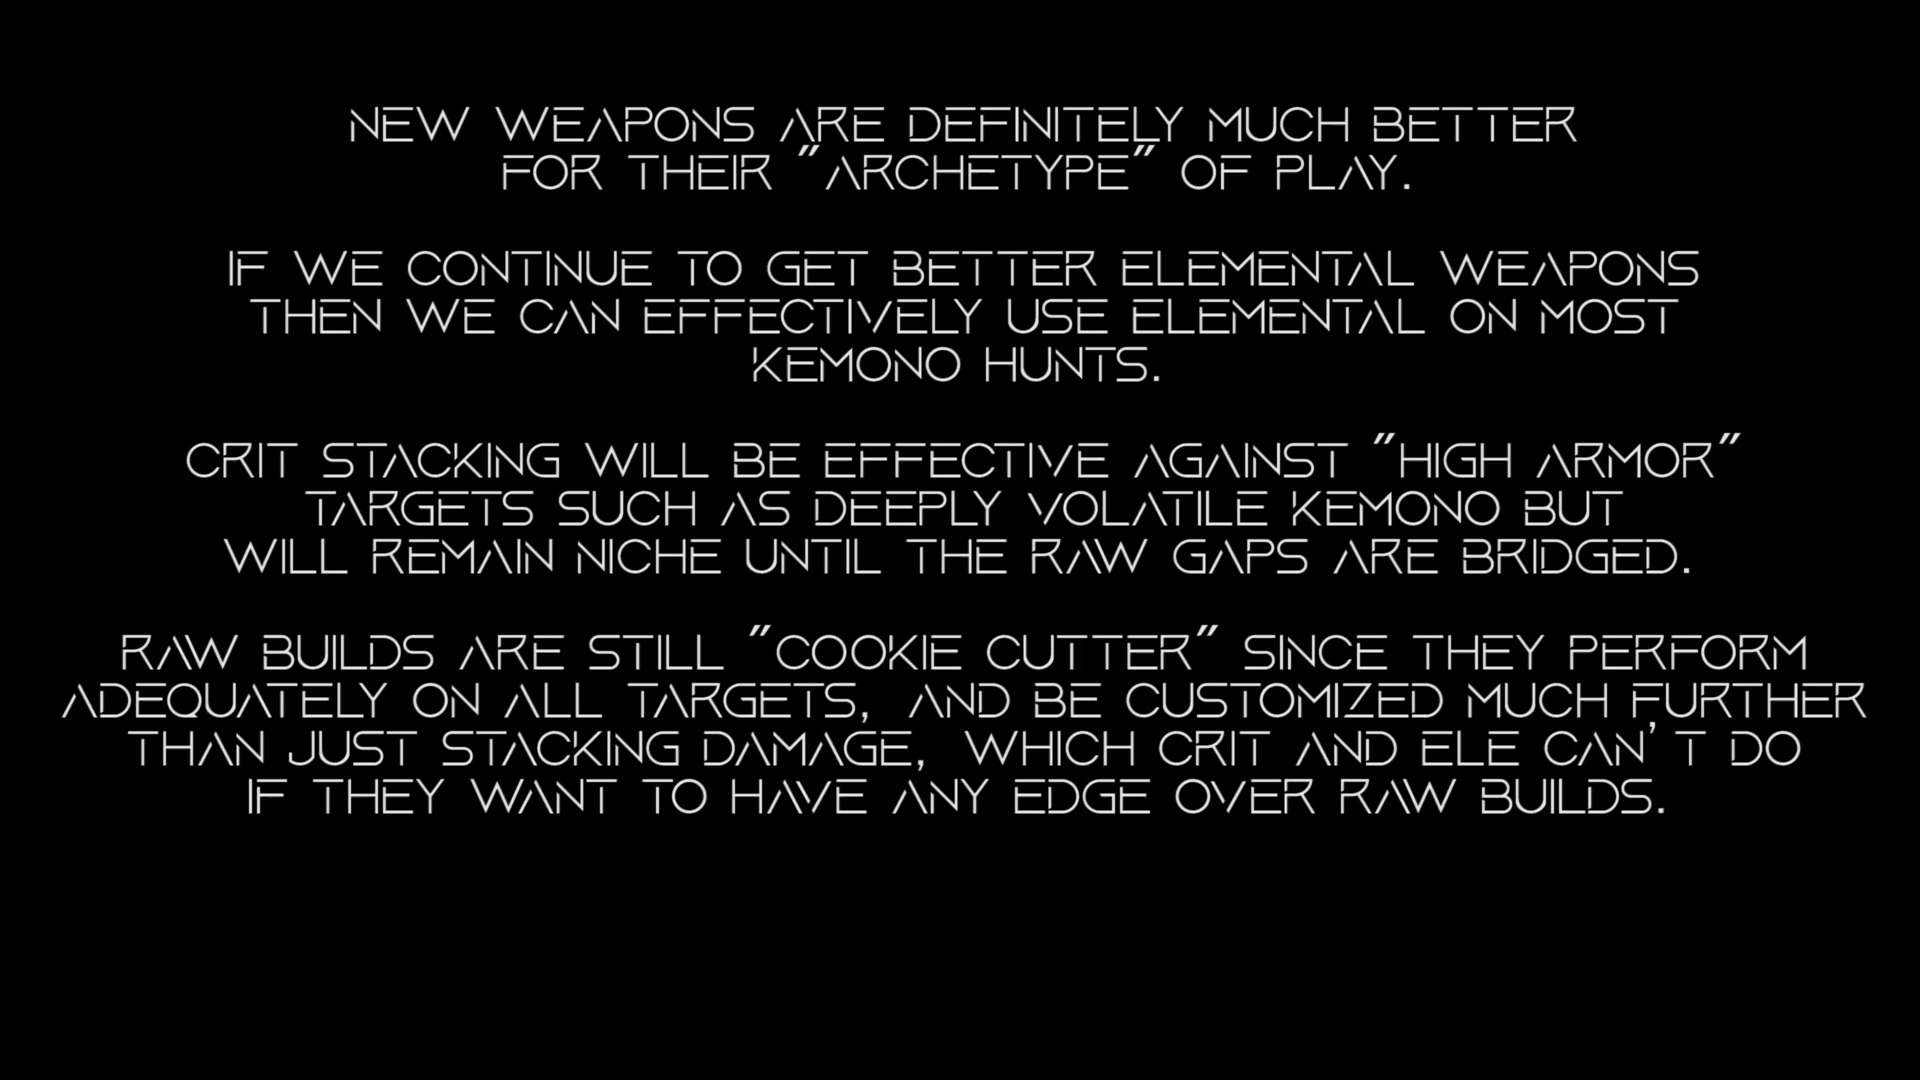 NEW WEAPONS ARE DEFINITELY MUCH BETTER
FOR THEIR "ARCHETYPE" OF PLAY.
IF WE CONTINUE TO GET BETTER ELEMENTAL WEAPONS
THEN WE CAN EFFECTIVELY USE ELEMENTAL ON MOST
KEMONO HUNTS.
CRIT STACKING WILL BE EFFECTIVE AGAINST "HIGH ARMOR"
TARGETS SUCH AS DEEPLY VOLATILE KEMONO BUT
WILL REMAIN NICHE UNTIL THE RAW GAPS ARE BRIDGED.
RAW BUILDS ARE STILL "COOKIE CUTTER" SINCE THEY PERFORM
ADEQUATELY ON ALL TARGETS, AND BE CUSTOMIZED MUCH FURTHER
THAN JUST STACKING DAMAGE, WHICH CRIT AND ELE CAN'T DO
IF THEY WANT TO HAVE ANY EDGE OVER RAW BUILDS.